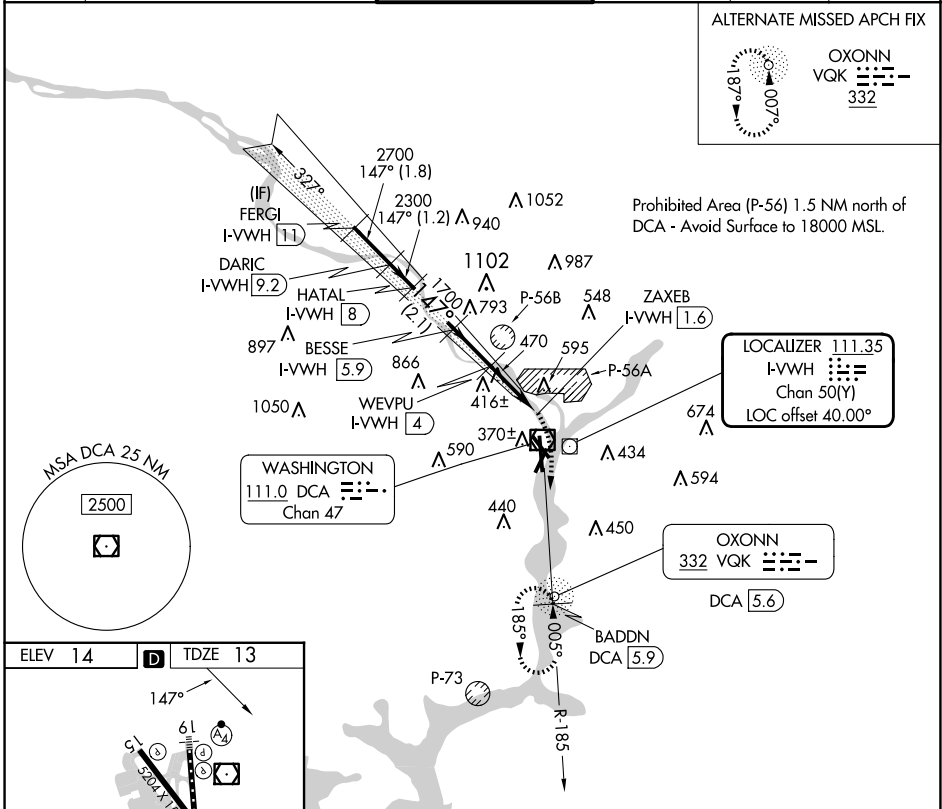 ALTERNATE MISSED APCH FIX
OXONN
VQK
332
187°
007°
Prohibited Area (P-56) 1.5 NM north of
DCA - Avoid Surface to 18000 MSL.
327°
2700
147° (1.8)
2300
147° (1.2)
940
1052
(IF)
FERGI
I-VWH 11
DARIC
I-VWH 9.2
HATAL
I-VWH 8
BESSE
I-VWH 5.9
WEVPU
I-VWH 4
1700
147°
(2.1)
1102
987
793
P-56B
548
ZAXEB
I-VWH 1.6
897
866
470
595
P-56A
416±
1050
LOCALIZER 111.35
I-VWH
Chan 50(Y)
LOC offset 40.00°
674
370±
590
434
594
WASHINGTON
111.0 DCA
Chan 47
440
450
MSA DCA 25 NM
2500
OXONN
332 VQK
DCA 5.6
185°
005°
BADDN
DCA 5.9
P-73
R-185
ELEV 14
D
TDZE 13
147°
15
19
A4
P
P
P